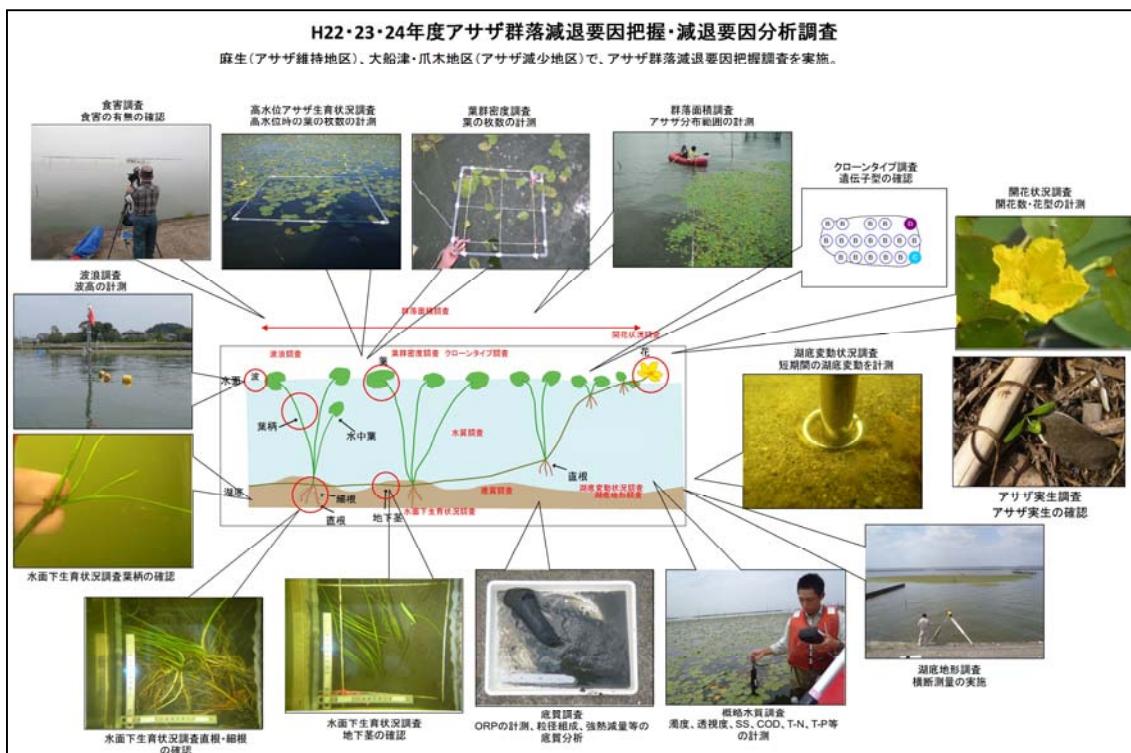 H22・23・24年度アサザ群落減退要因把握・減退要因分析調査
麻生(アサザ維持地区)、大船津・爪木地区(アサザ減少地区)で、アサザ群落減退要因把握調査を実施。
食害調査
食害の有無の確認
高水位アサザ生育状況調査
高水位時の葉の枚数の計測
葉群密度調査
葉の枚数の計測
群落面積調査
アサザ分布範囲の計測
クローンタイプ調査
遺伝子型の確認
B B B B
B B B B B B B
B B B B B B
開花状況調査
開花数・花型の計測
波浪調査
波高の計測
群落面積調査
開花状況調査
波浪調査
葉
葉群密度調査 クローンタイプ調査
花
水面
波
湖底変動状況調査
短期間の湖底変動を計測
葉柄
水中葉
水質調査
直根
湖底
細根
底質調査
湖底変動状況調査
湖底地形調査
直根
地下茎
水面下生育状況調査
アリザ実生調査
アサザ実生の確認
水面下生育状況調査葉柄の確認
湖底地形調査
横断測量の実施
水面下生育状況調査直根・細根
の確認
水面下生育状況調査
地下茎の確認
底質調査
ORPの計測、粒径組成、強熱減量等の
底質分析
概略水質調査
濁度、透視度、SS、COD、T-N、T-P等
の計測